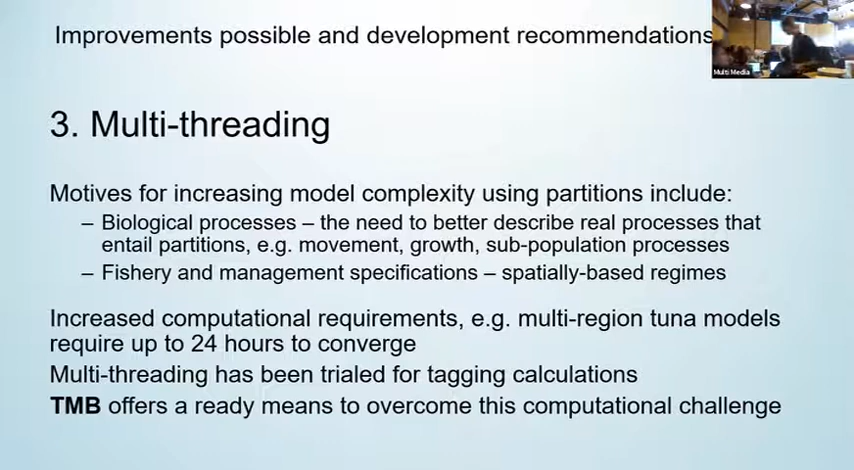 Improvements possible and development recommendations
Multi Media
3. Multi-threading
Motives for increasing model complexity using partitions include:
– Biological processes – the need to better describe real processes that
entail partitions, e.g. movement, growth, sub-population processes
– Fishery and management specifications – spatially-based regimes
Increased computational requirements, e.g. multi-region tuna models
require up to 24 hours to converge
Multi-threading has been trialed for tagging calculations
TMB offers a ready means to overcome this computational challenge